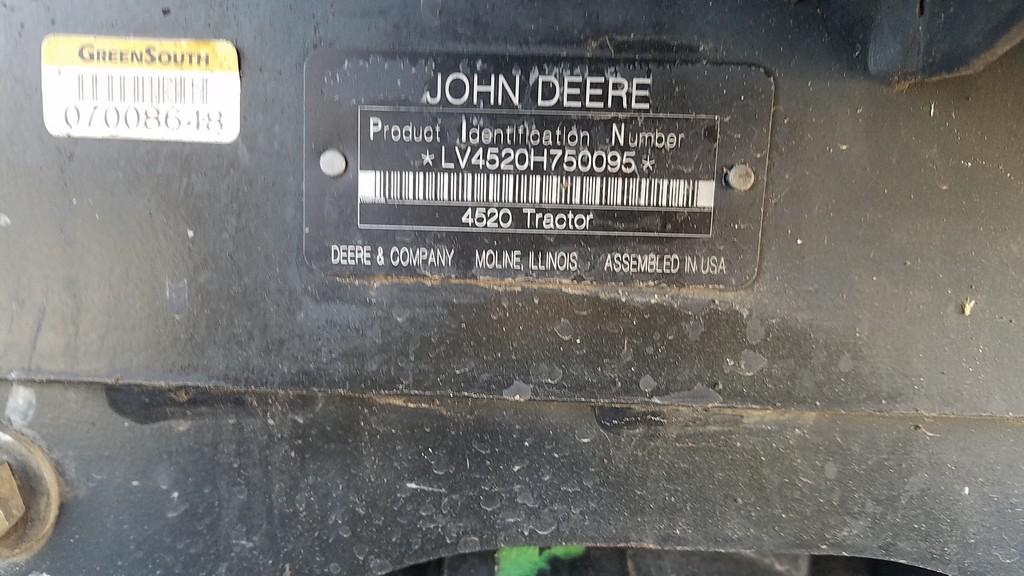 GREENSOUTH
07008648
JOHN DEERE
Product Identification Number
*LV4520H750095*
4520 Tractor
DEERE & COMPANY MOLINE, ILLINOIS ASSEMBLED IN USA